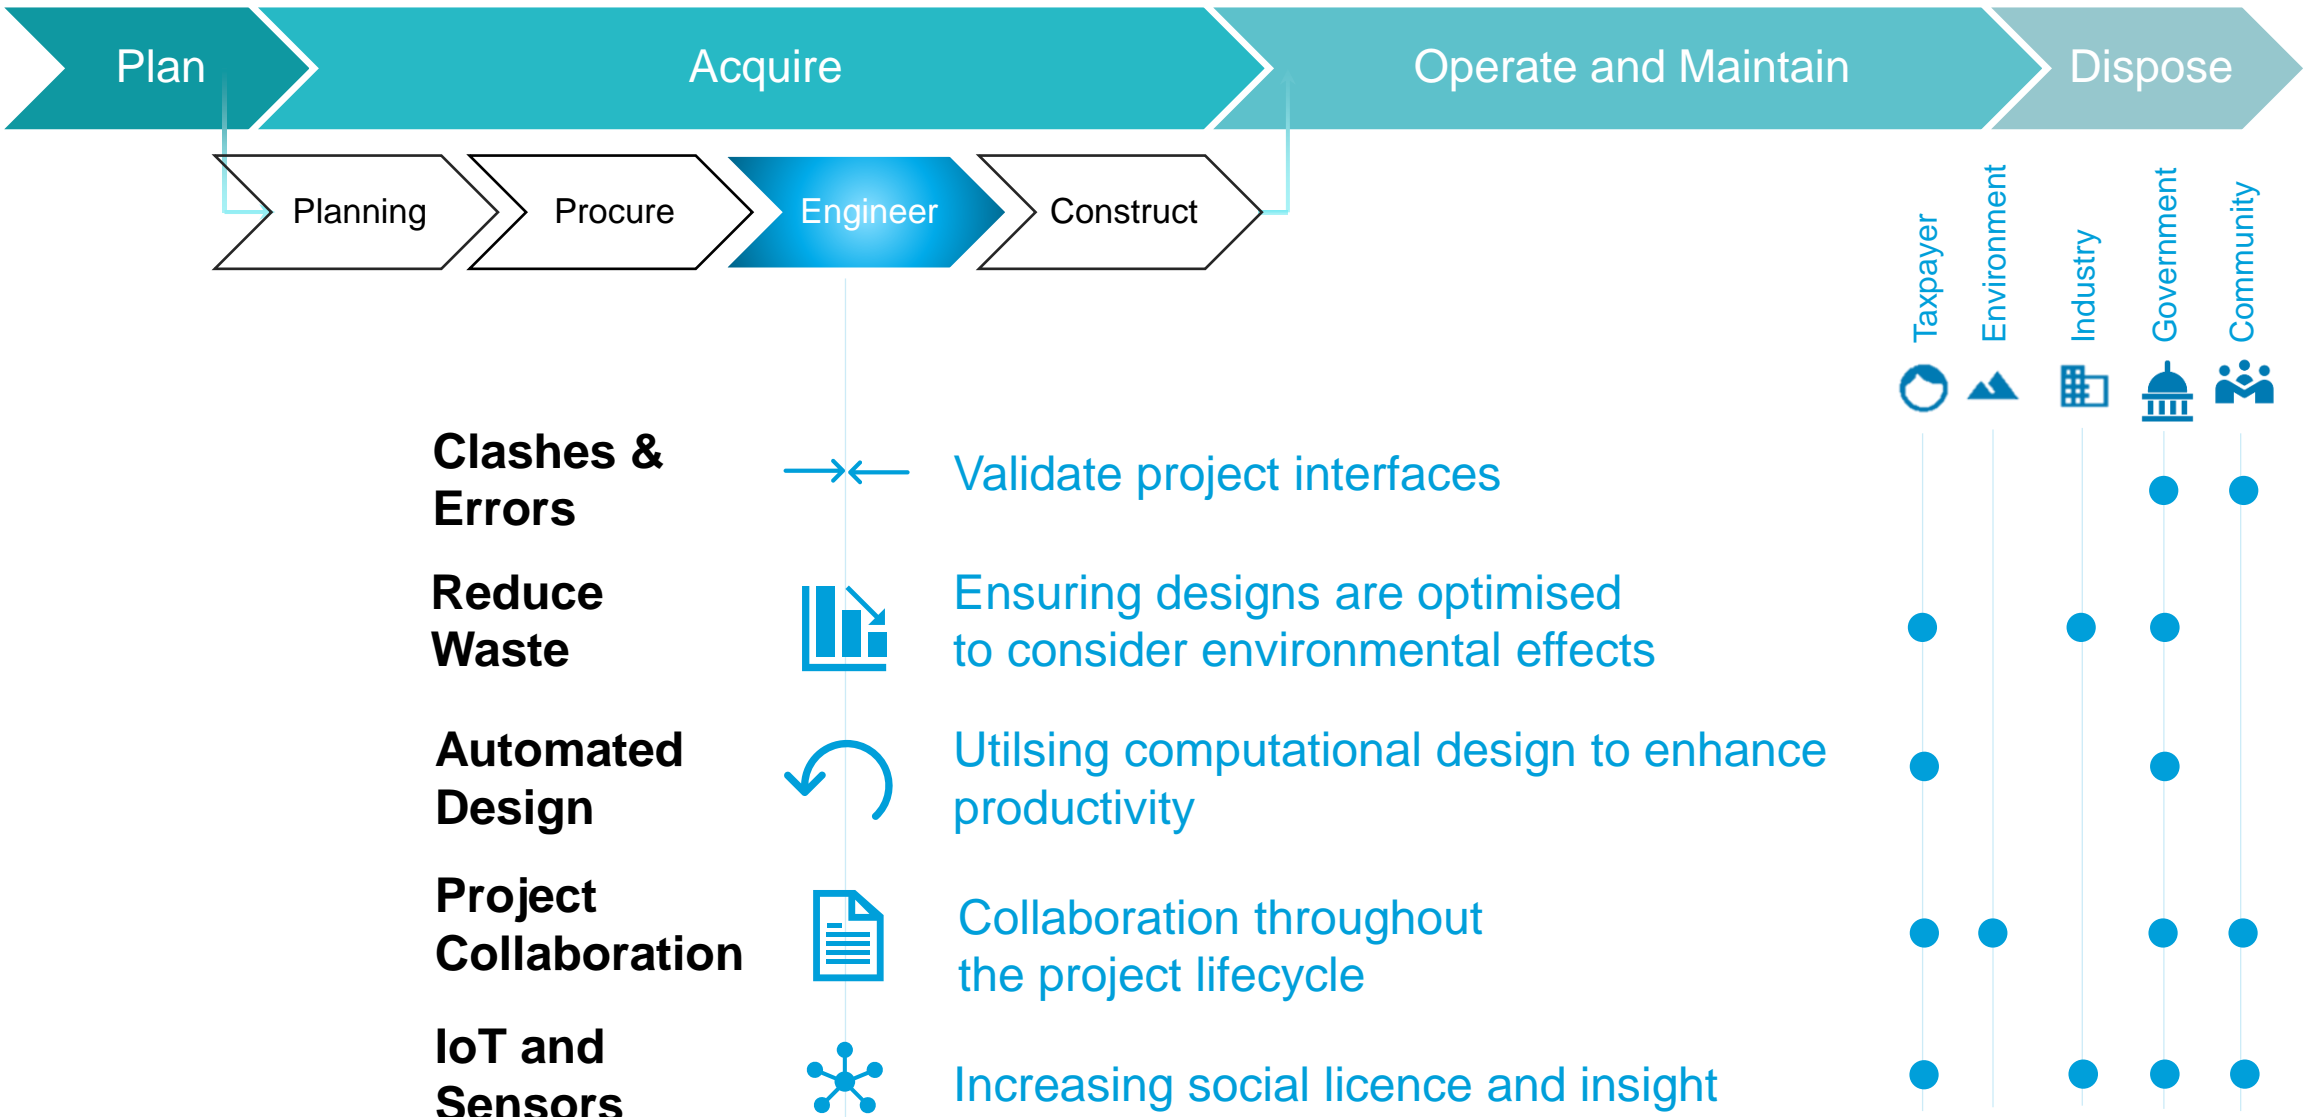 Plan
Acquire
Operate and Maintain
Dispose
Planning
Procure
Engineer
Construct
Taxpayer
Environment
Industry
Government
Community
Clashes &
Errors
Validate project interfaces
Reduce
Waste
Ensuring designs are optimised
to consider environmental effects
Automated
Design
Utilsing computational design to enhance
productivity
Project
Collaboration
Collaboration throughout
the project lifecycle
IoT and
Sensors
Increasing social licence and insight